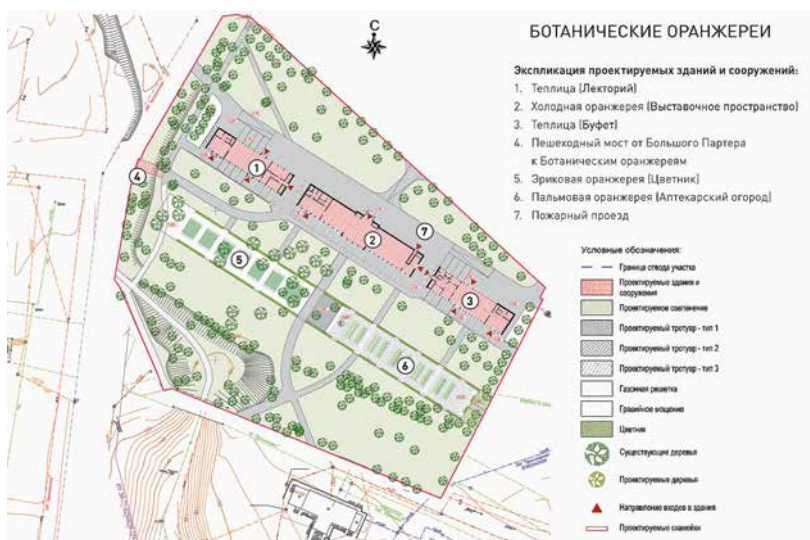 БОТАНИЧЕСКИЕ ОРАНЖЕРЕИ
Экспликация проектируемых зданий и сооружений:
1. Теплица (Лекторий)
2. Холодная оранжерея (Выставочное пространство)
3. Теплица (Буфет)
4. Пешеходный мост от Большого Партера
к Ботаническим оранжереям
5. Эриковая оранжерея (Цветник)
6. Пальмовая оранжерея (Аптекарский огород)
7. Пожарный проезд
Условные обозначения:
Граница отвода участка
Проектируемые здания и
сооружения
Проектируемое озеленение
Проектируемый тротуар - тип 1
Проектируемый тротуар - тип 2
Проектируемый тротуар - тип 3
Газонная решетка
Гравийное мощение
Цветник
Существующие деревья
Проектируемые деревья
Направление входов в здания
Проектируемые скамейки
С
1
2
3
4
5
6
7